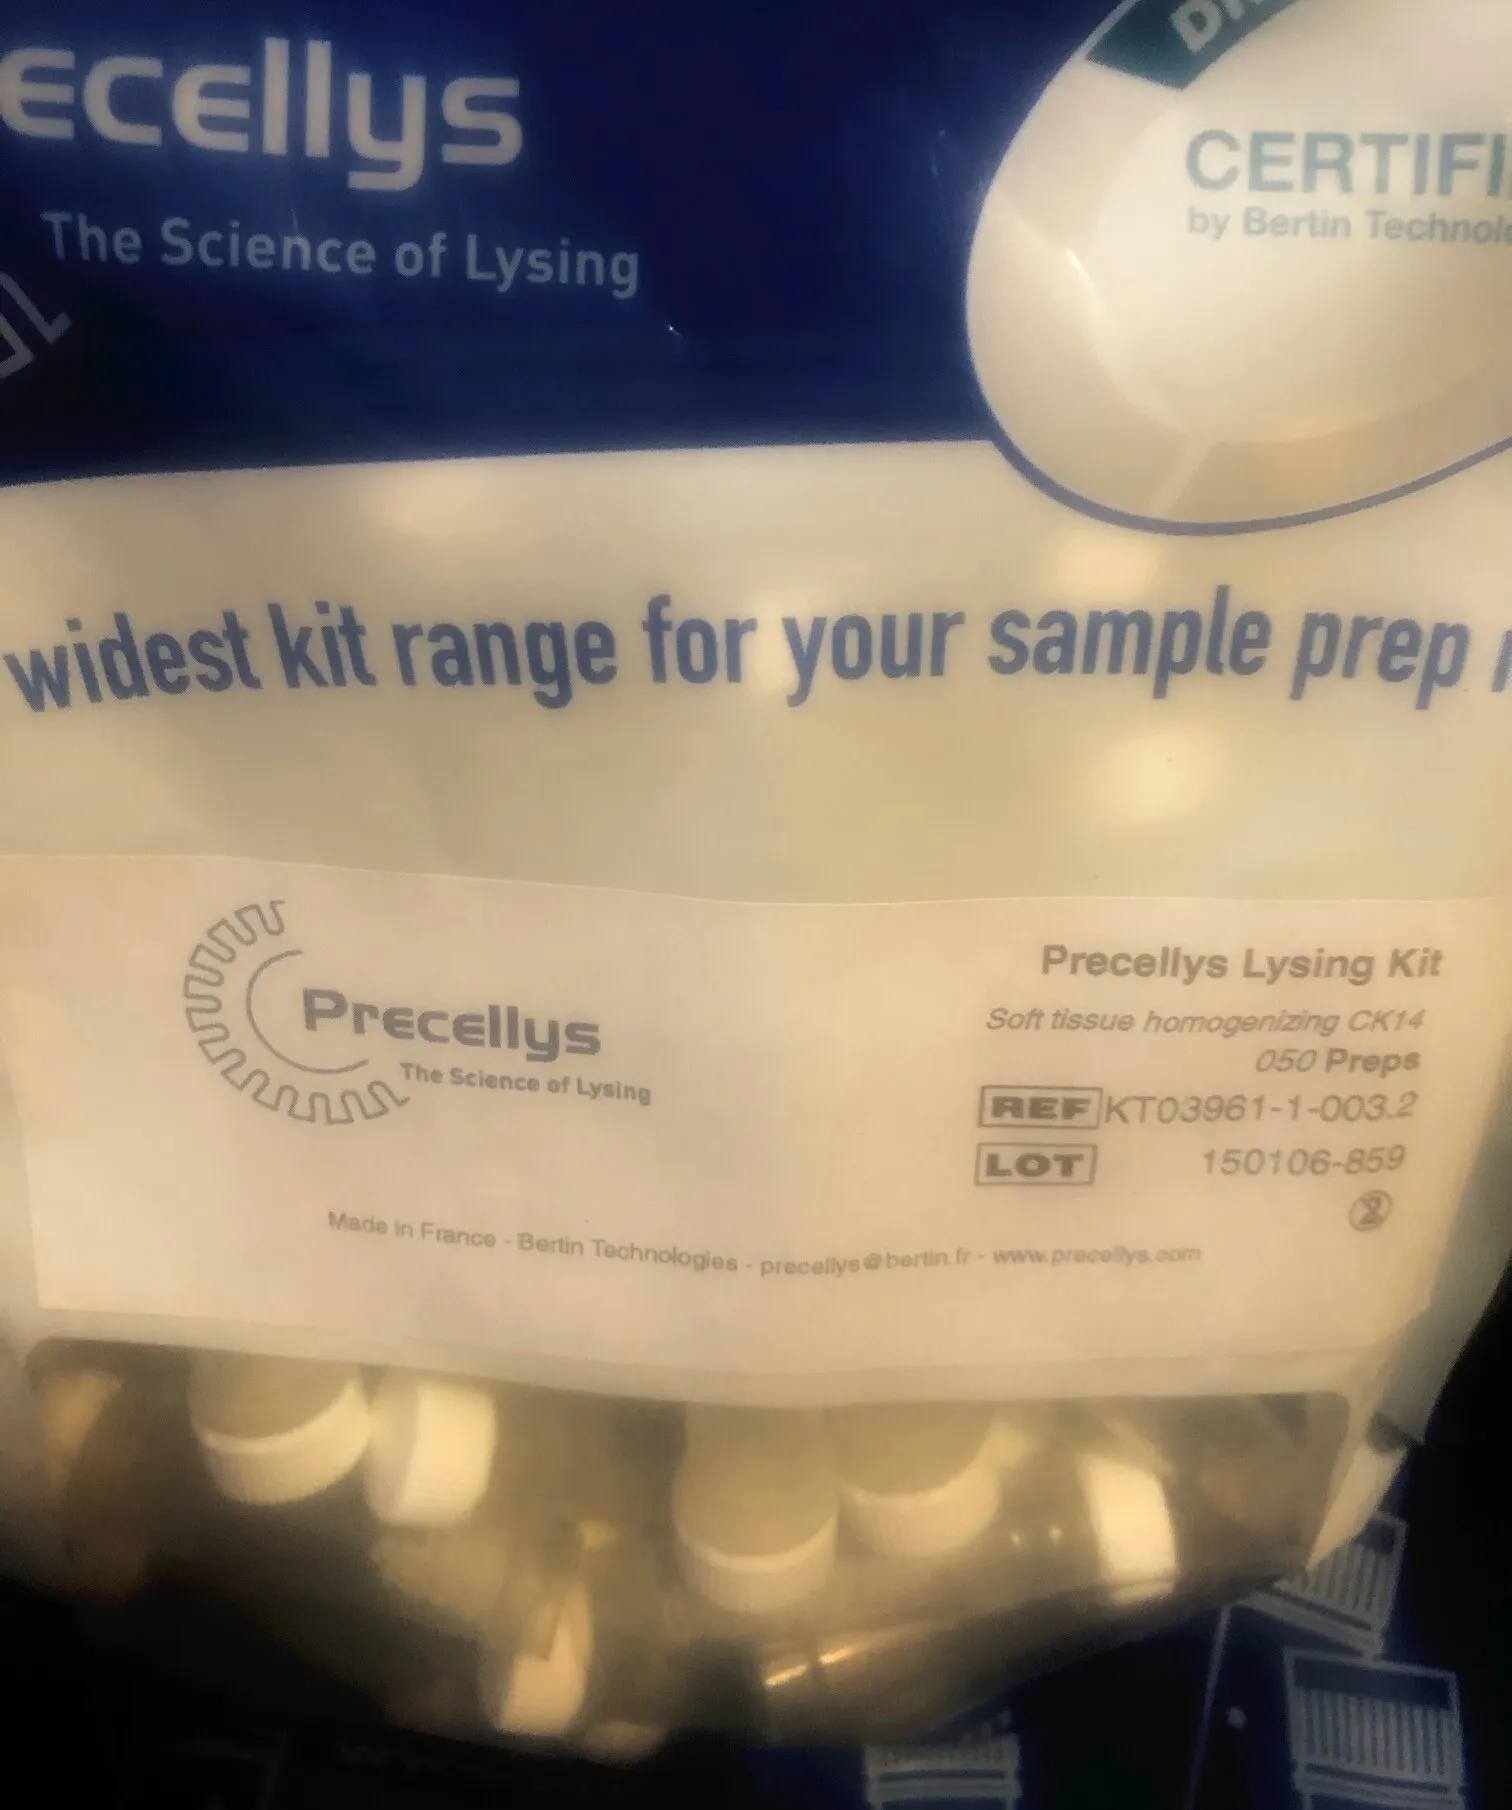 ecellys
The Science of Lysing
CERTIFI
by Bertin Technolo
widest kit range for your sample prep
Precellys
The Science of Lysing
Precellys Lysing Kit
Soft tissue homogenizing CK14
050 Preps
REF KT03961-1-003.2
LOT 150106-859
2
Made in France - Bertin Technologies - precellys@bertin.fr - www.precellys.com